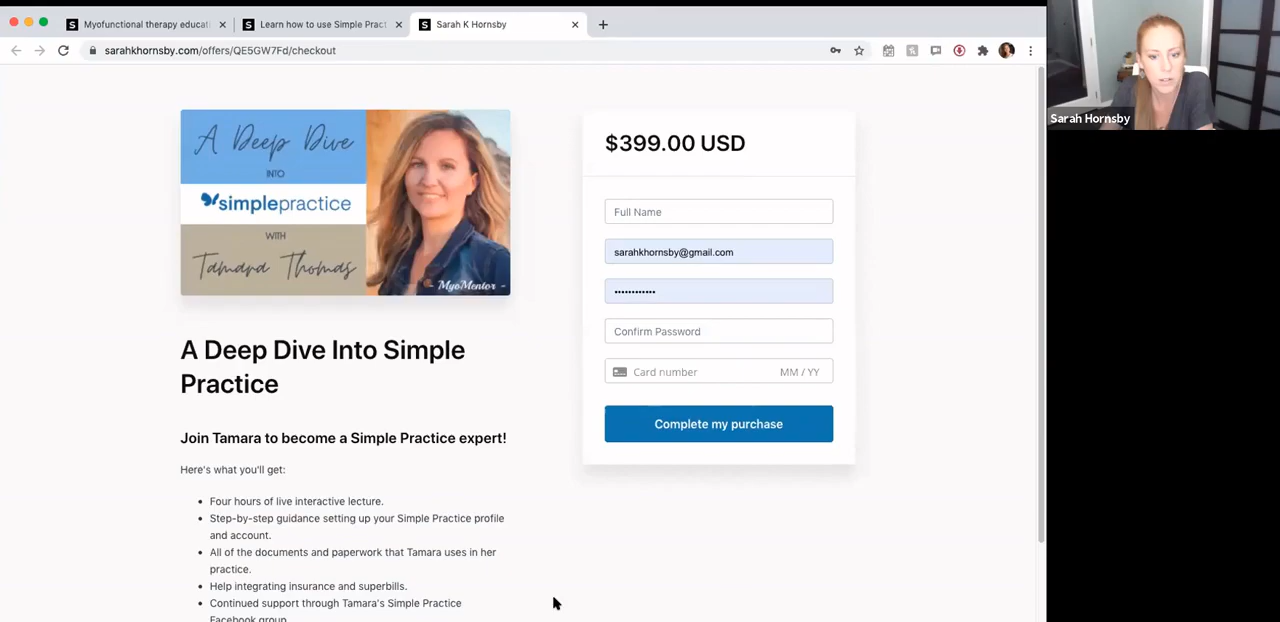 Myofunctional therapy educat
Learn how to use Simple Pract
Sarah K Hornsby
sarahkhornsby.com/offers/QE5GW7Fd/checkout
Sarah Hornsby
A Deep Dive
INTO
simplepractice
WITH
Tamara Thomas
- MyoMentor -
$399.00 USD
Full Name
sarahkhornsby@gmail.com
••••••••••••
Confirm Password
Card number MM / YY
Complete my purchase
A Deep Dive Into Simple
Practice
Join Tamara to become a Simple Practice expert!
Here's what you'll get:
• Four hours of live interactive lecture.
• Step-by-step guidance setting up your Simple Practice profile
and account.
• All of the documents and paperwork that Tamara uses in her
practice.
• Help integrating insurance and superbills.
• Continued support through Tamara's Simple Practice
Facebook group